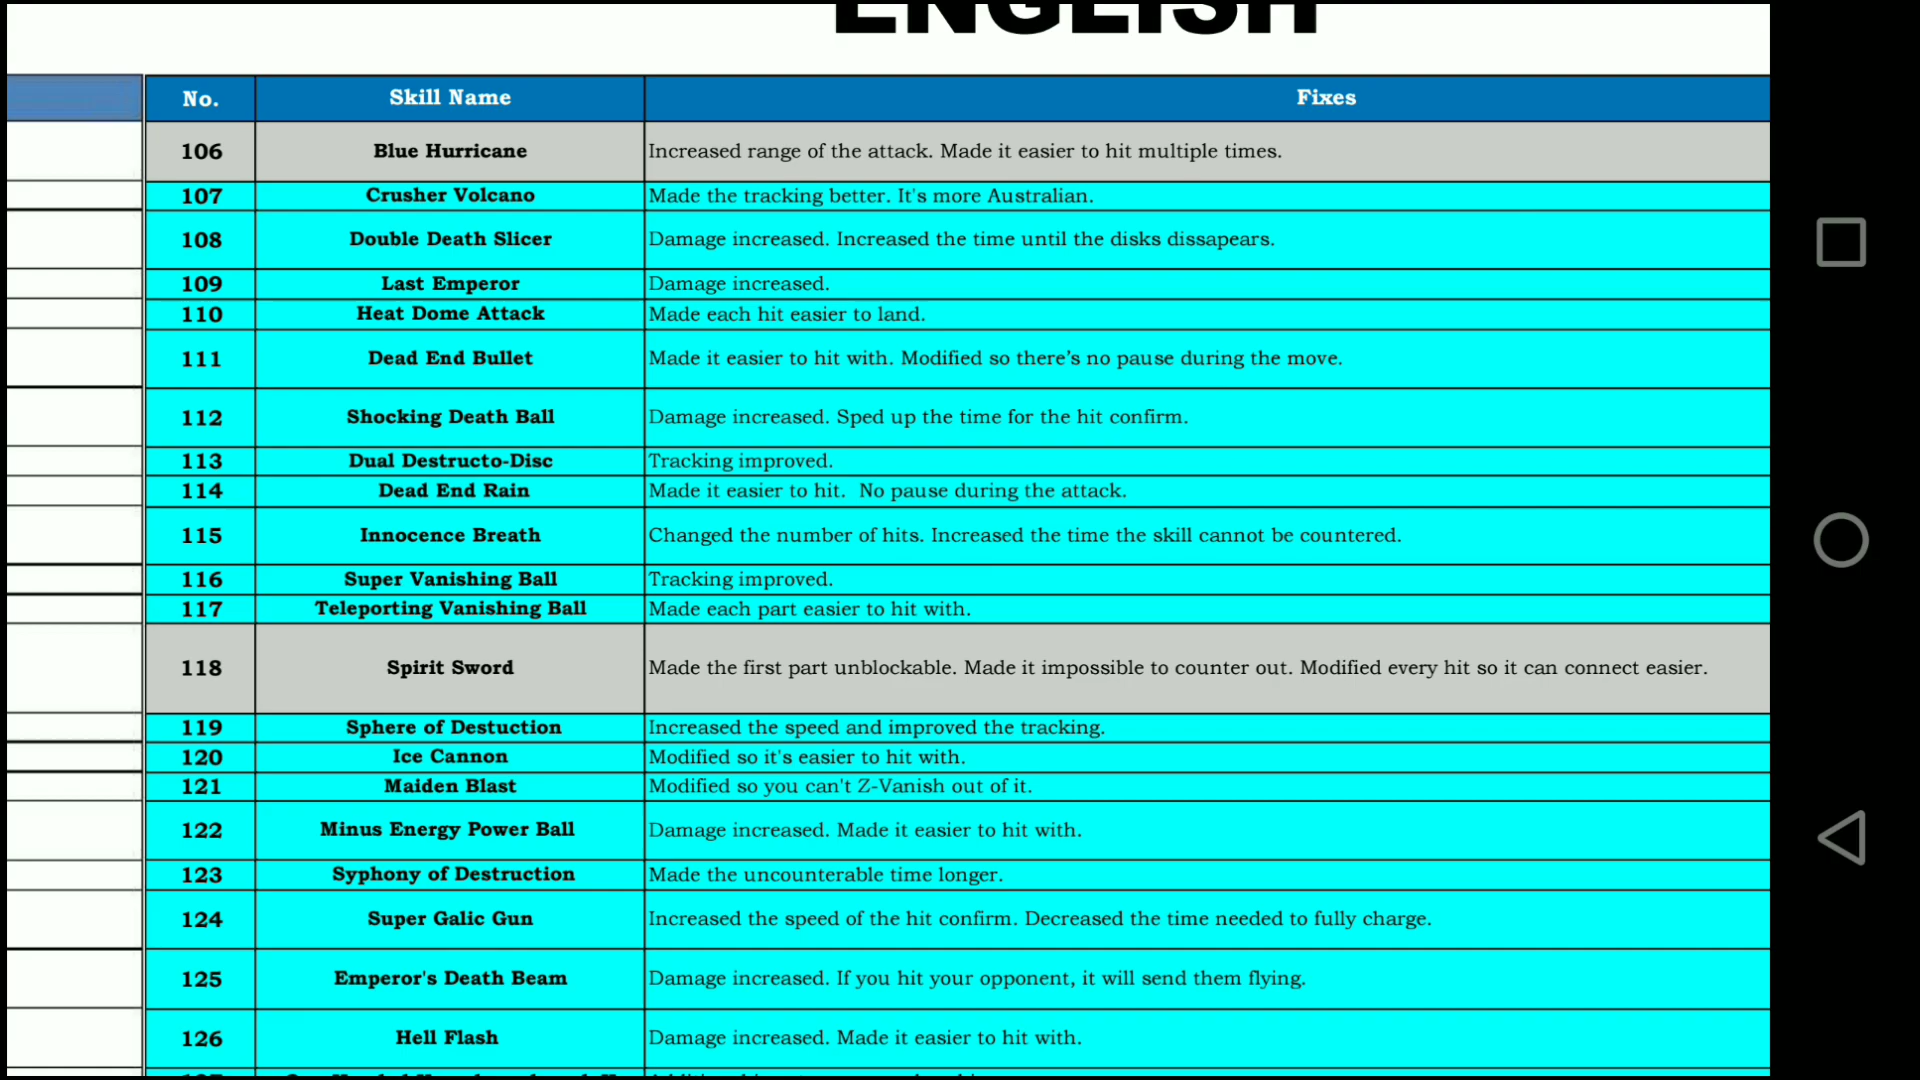 ENGLISH
No. Skill Name Fixes
106 Blue Hurricane Increased range of the attack. Made it easier to hit multiple times.
107 Crusher Volcano Made the tracking better. It's more Australian.
108 Double Death Slicer Damage increased. Increased the time until the disks dissapears.
109 Last Emperor Damage increased.
110 Heat Dome Attack Made each hit easier to land.
111 Dead End Bullet Made it easier to hit with. Modified so there's no pause during the move.
112 Shocking Death Ball Damage increased. Sped up the time for the hit confirm.
113 Dual Destructo-Disc Tracking improved.
114 Dead End Rain Made it easier to hit.  No pause during the attack.
115 Innocence Breath Changed the number of hits. Increased the time the skill cannot be countered.
116 Super Vanishing Ball Tracking improved.
117 Teleporting Vanishing Ball Made each part easier to hit with.
118 Spirit Sword Made the first part unblockable. Made it impossible to counter out. Modified every hit so it can connect easier.
119 Sphere of Destuction Increased the speed and improved the tracking.
120 Ice Cannon Modified so it's easier to hit with.
121 Maiden Blast Modified so you can't Z-Vanish out of it.
122 Minus Energy Power Ball Damage increased. Made it easier to hit with.
123 Syphony of Destruction Made the uncounterable time longer.
124 Super Galic Gun Increased the speed of the hit confirm. Decreased the time needed to fully charge.
125 Emperor's Death Beam Damage increased. If you hit your opponent, it will send them flying.
126 Hell Flash Damage increased. Made it easier to hit with.